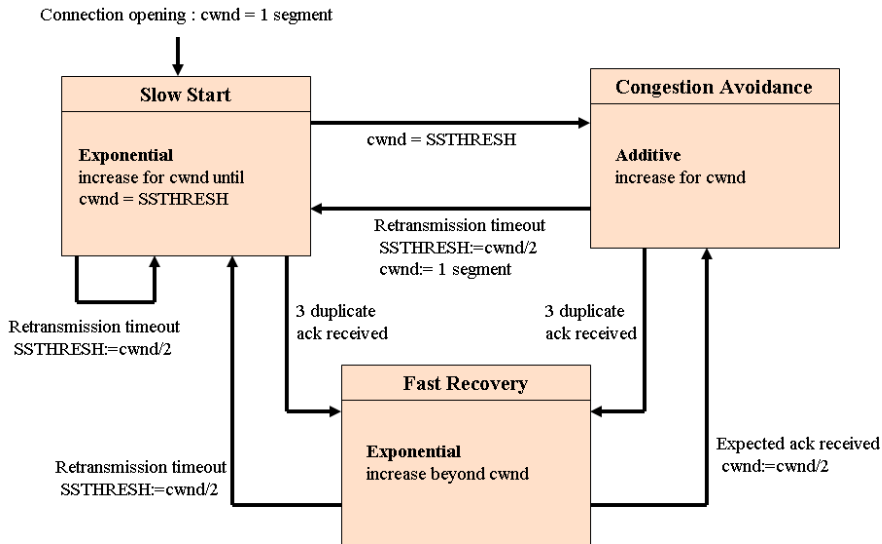 Connection opening : cwnd = 1 segment
Slow Start
Exponential
increase for cwnd until
cwnd = SSTHRESH
cwnd = SSTHRESH
Congestion Avoidance
Additive
increase for cwnd
Retransmission timeout
SSTHRESH:=cwnd/2
cwnd:= 1 segment
Retransmission timeout
SSTHRESH:=cwnd/2
3 duplicate
ack received
3 duplicate
ack received
Fast Recovery
Exponential
increase beyond cwnd
Retransmission timeout
SSTHRESH:=cwnd/2
Expected ack received
cwnd:=cwnd/2